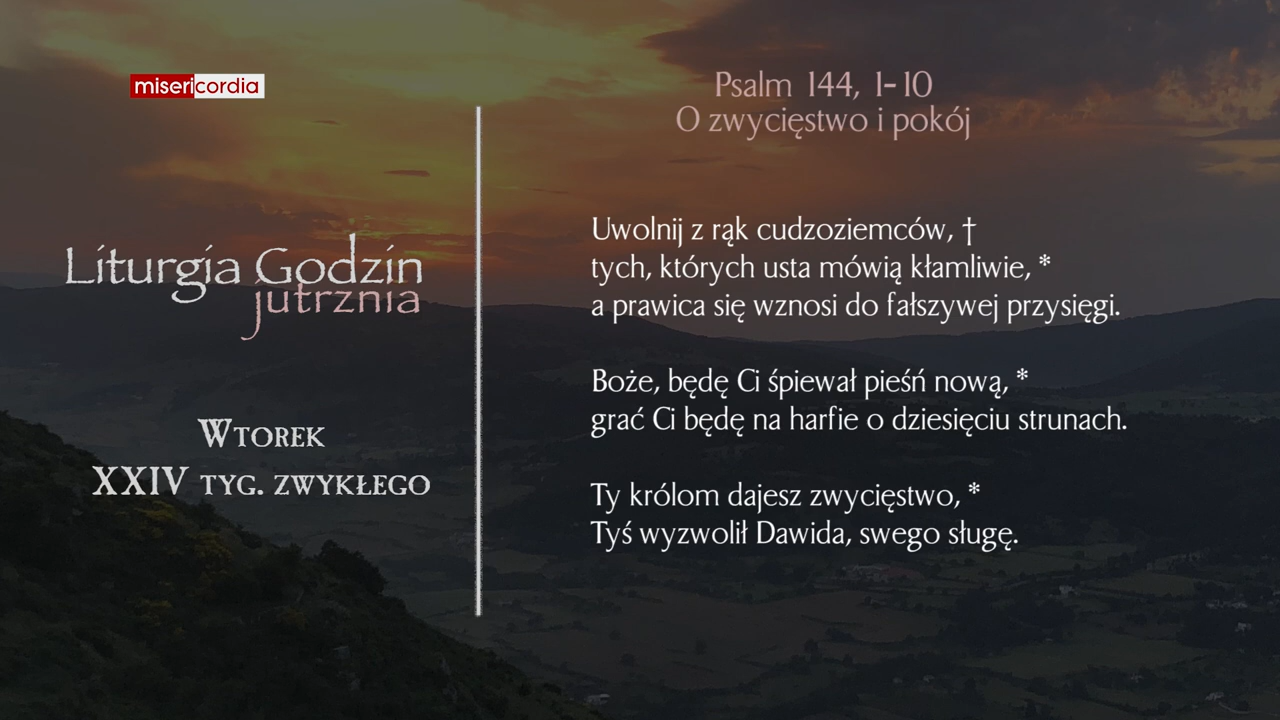 misericordia
Liturgia Godzin
jutrznia
Wtorek
XXIV tyg. zwykłego
Psalm 144, 1-10
O zwycięstwo i pokój
Uwolnij z rąk cudzoziemców, †
tych, których usta mówią kłamliwie, *
a prawica się wznosi do fałszywej przysięgi.
Boże, będę Ci śpiewał pieśń nową, *
grać Ci będę na harfie o dziesięciu strunach.
Ty królom dajesz zwycięstwo, *
Tyś wyzwolił Dawida, swego sługę.